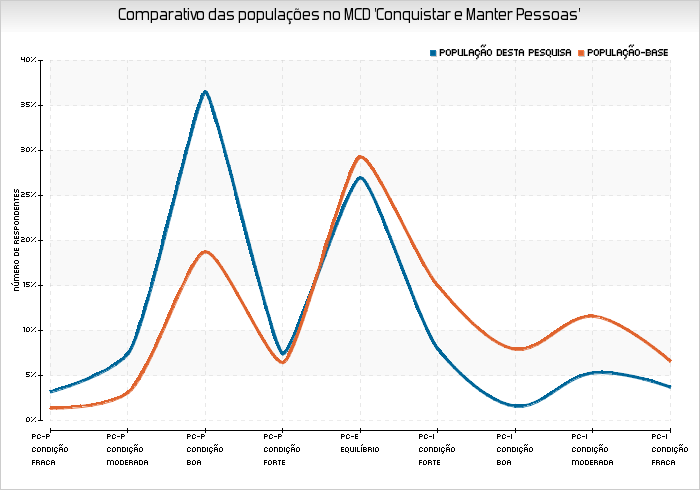 Comparativo das populações no MCD 'Conquistar e Manter Pessoas'
POPULAÇÃO DESTA PESQUISA POPULAÇÃO-BASE
40%
35%
30%
25%
20%
15%
10%
5%
0%
NÚMERO DE RESPONDENTES
PC-P PC-P PC-P PC-P PC-E PC-I PC-I PC-I PC-I
CONDIÇÃO CONDIÇÃO CONDIÇÃO CONDIÇÃO EQUILÍBRIO CONDIÇÃO CONDIÇÃO CONDIÇÃO CONDIÇÃO
FRACA MODERADA BOA FORTE FORTE BOA MODERADA FRACA